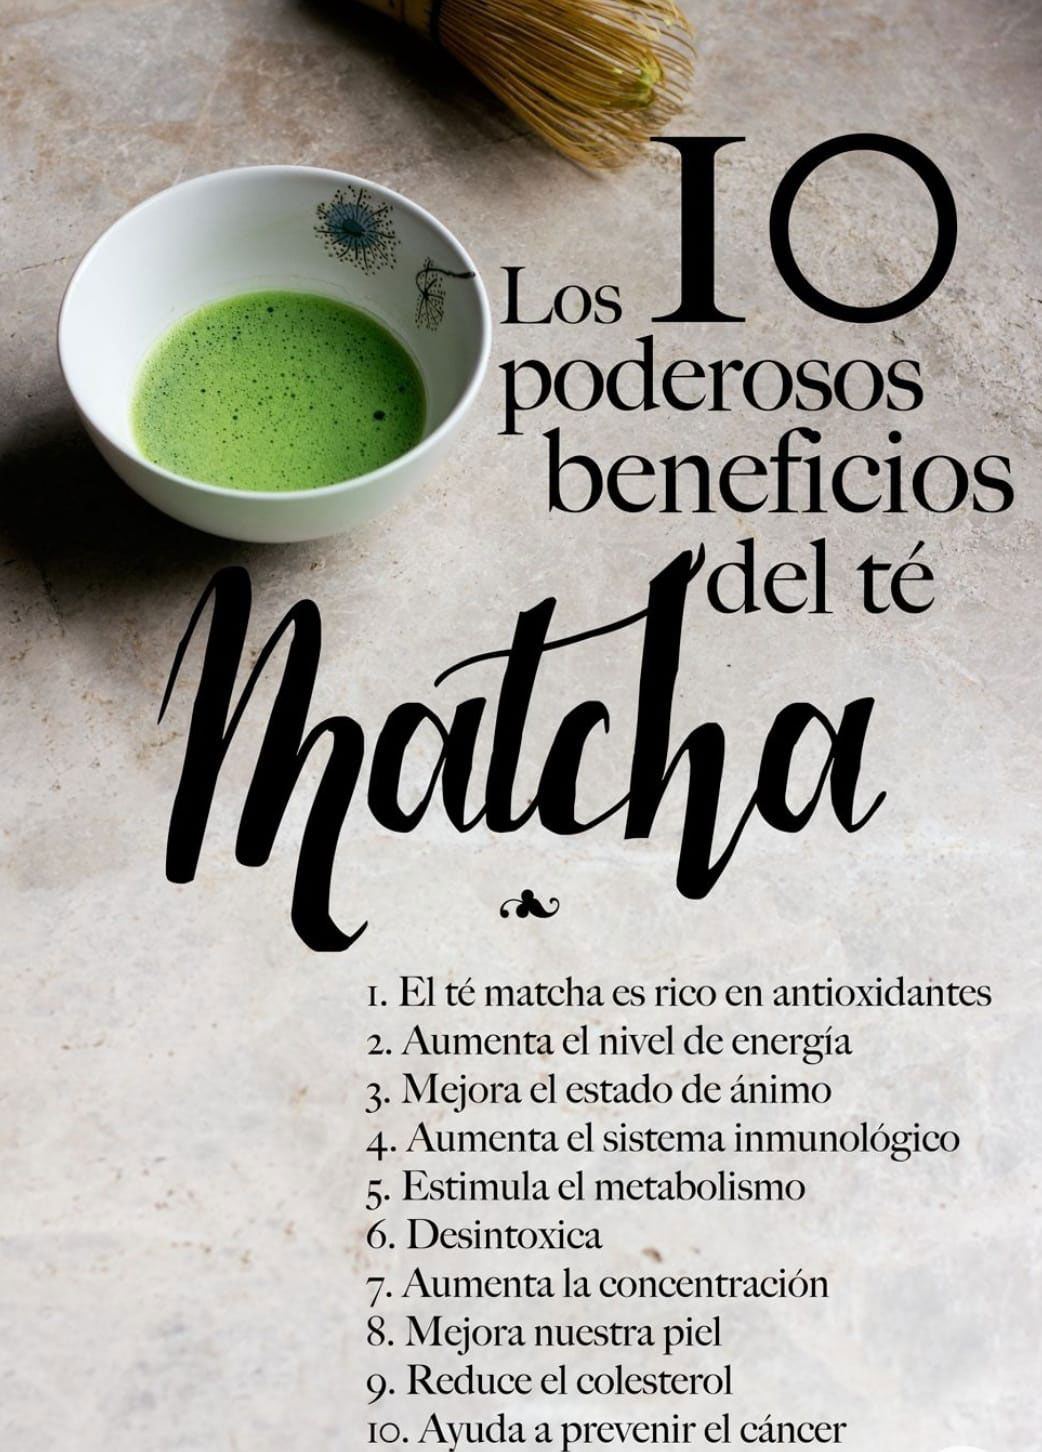 Los 10
poderosos
beneficios
del té
Matcha
1. El té matcha es rico en antioxidantes
2. Aumenta el nivel de energía
3. Mejora el estado de ánimo
4. Aumenta el sistema inmunológico
5. Estimula el metabolismo
6. Desintoxica
7. Aumenta la concentración
8. Mejora nuestra piel
9. Reduce el colesterol
10. Ayuda a prevenir el cáncer